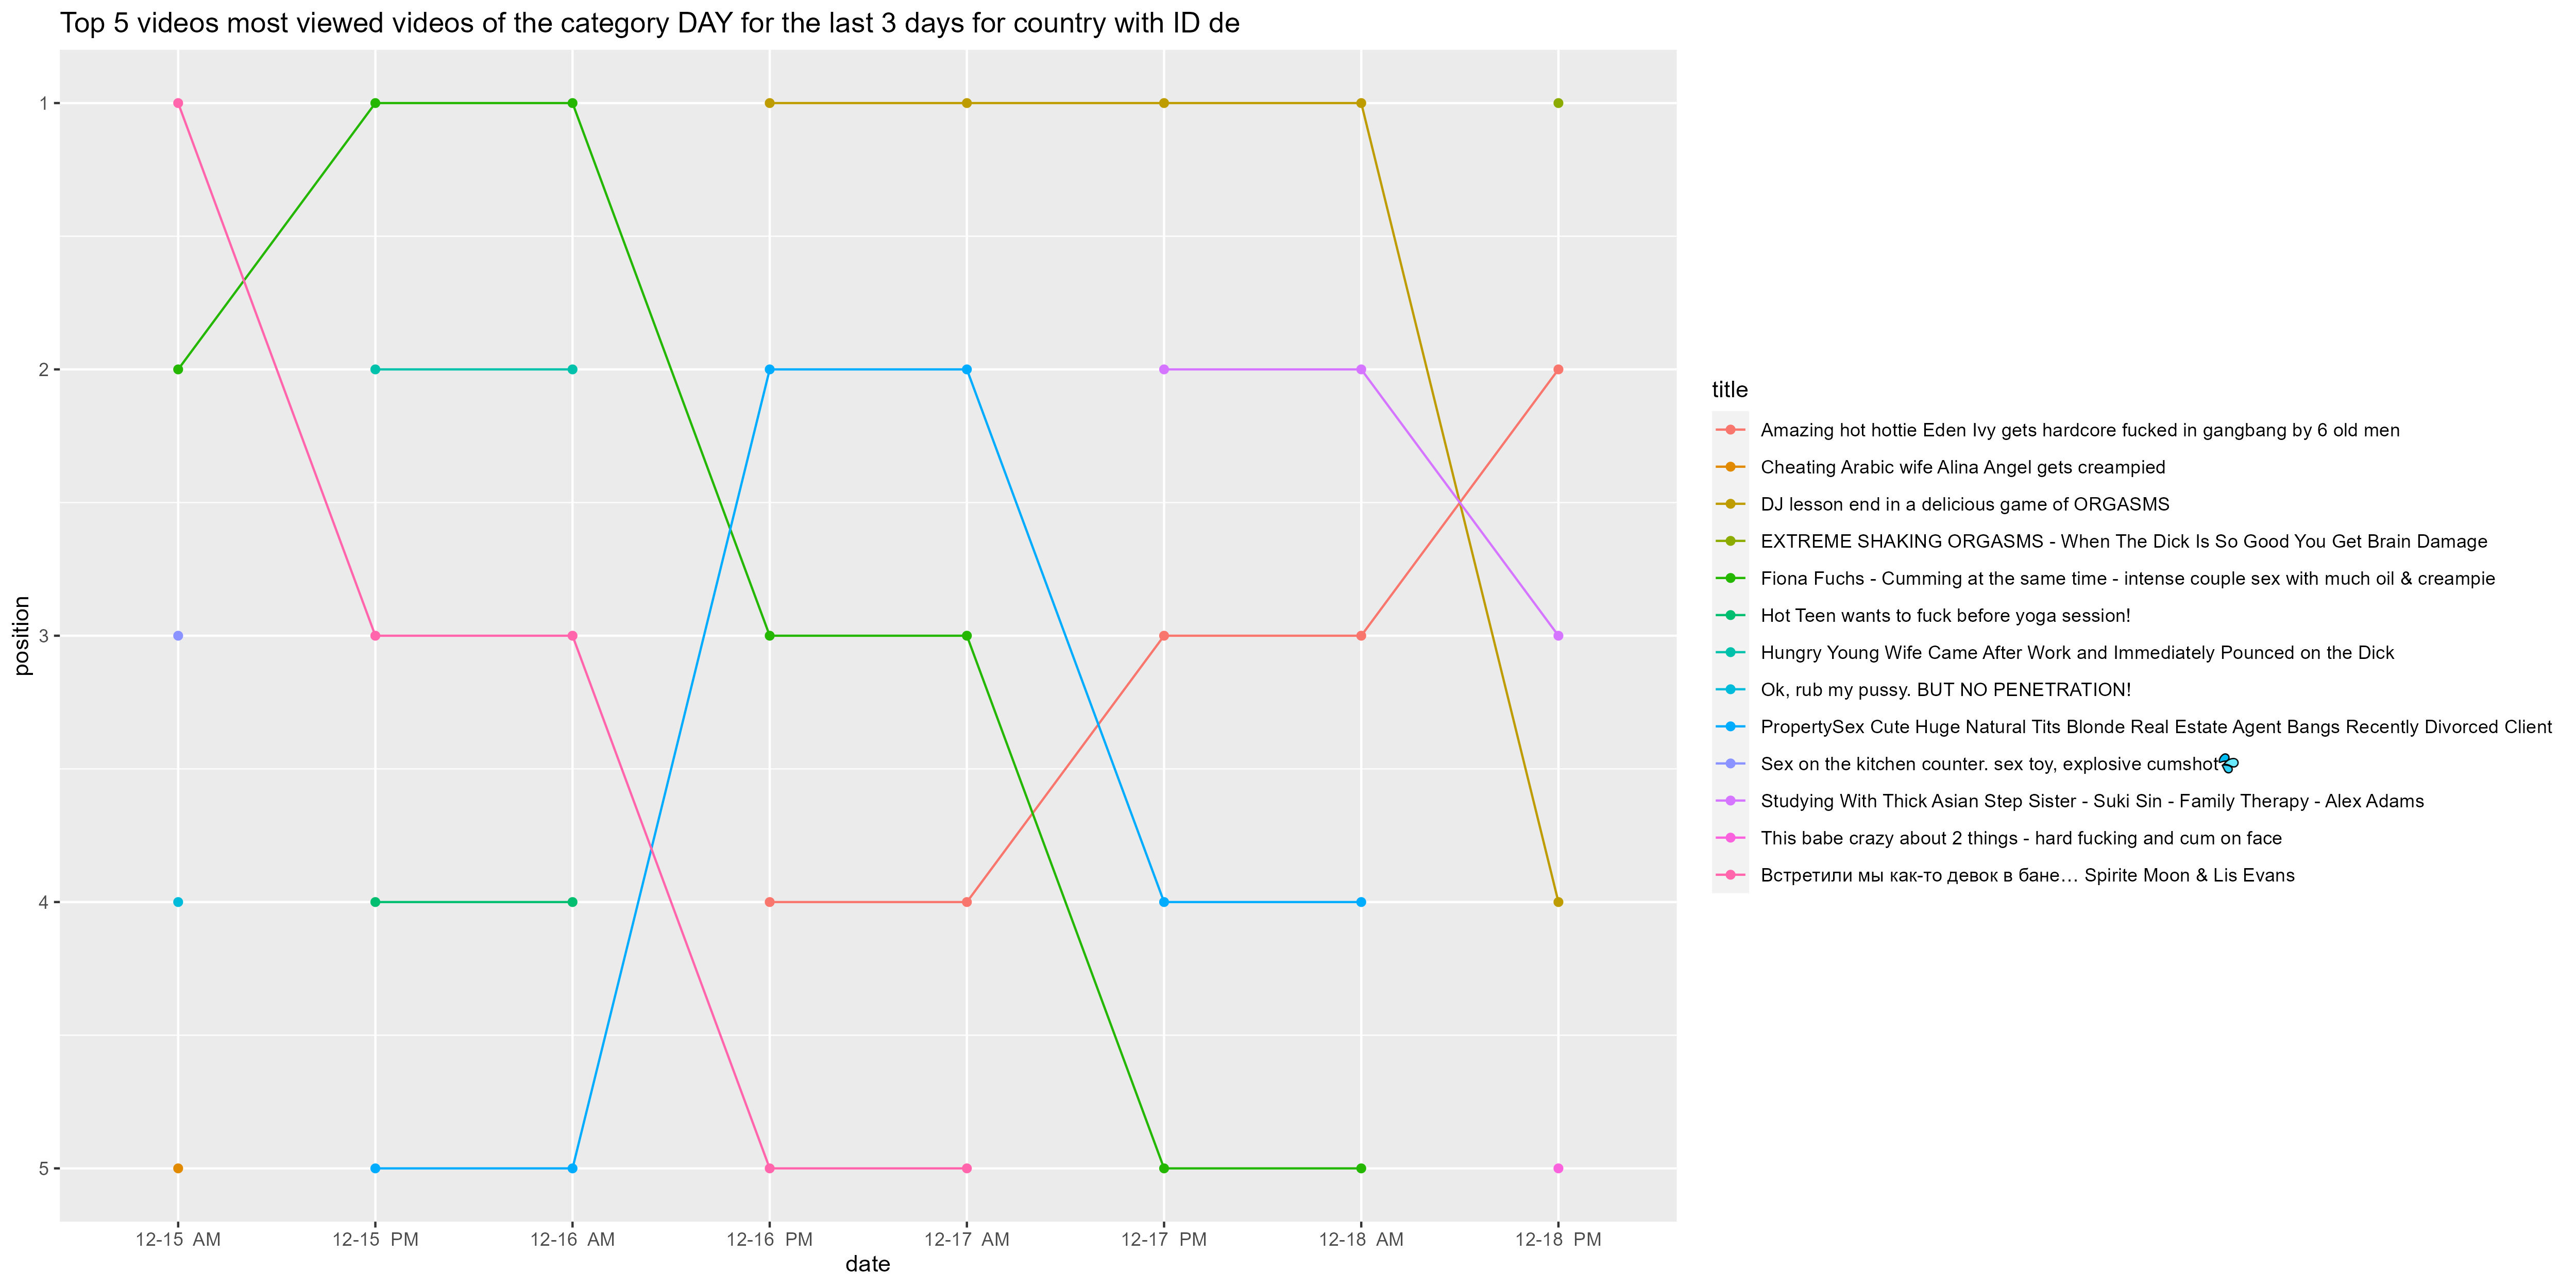 Top 5 videos most viewed videos of the category DAY for the last 3 days for country with ID de
position
1
2
3
4
5
12-15 AM
12-15 PM
12-16 AM
12-16 PM
12-17 AM
12-17 PM
12-18 AM
12-18 PM
date
title
Amazing hot hottie Eden Ivy gets hardcore fucked in gangbang by 6 old men
Cheating Arabic wife Alina Angel gets creampied
DJ lesson end in a delicious game of ORGASMS
EXTREME SHAKING ORGASMS - When The Dick Is So Good You Get Brain Damage
Fiona Fuchs - Cumming at the same time - intense couple sex with much oil & creampie
Hot Teen wants to fuck before yoga session!
Hungry Young Wife Came After Work and Immediately Pounced on the Dick
Ok, rub my pussy. BUT NO PENETRATION!
PropertySex Cute Huge Natural Tits Blonde Real Estate Agent Bangs Recently Divorced Client
Sex on the kitchen counter. sex toy, explosive cumshot💦
Studying With Thick Asian Step Sister - Suki Sin - Family Therapy - Alex Adams
This babe crazy about 2 things - hard fucking and cum on face
Встретили мы как-то девок в бане… Spirite Moon & Lis Evans